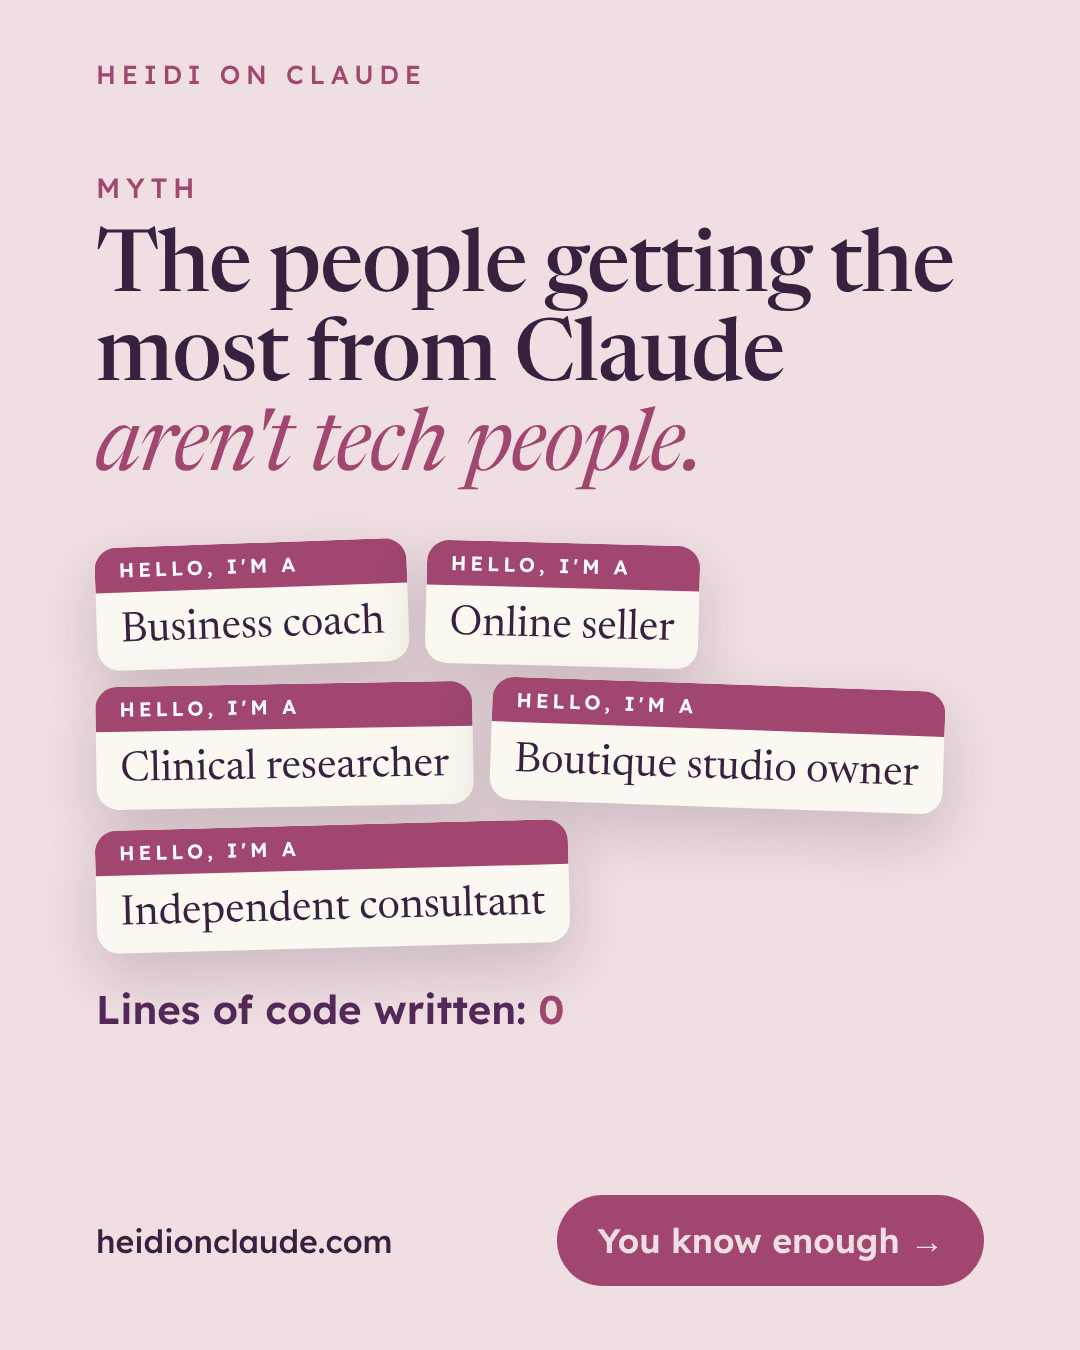 HEIDI ON CLAUDE
MYTH
The people getting the
most from Claude
aren't tech people.
HELLO, I'M A
Business coach
HELLO, I'M A
Online seller
HELLO, I'M A
Clinical researcher
HELLO, I'M A
Boutique studio owner
HELLO, I'M A
Independent consultant
Lines of code written: 0
heidionclaude.com
You know enough →